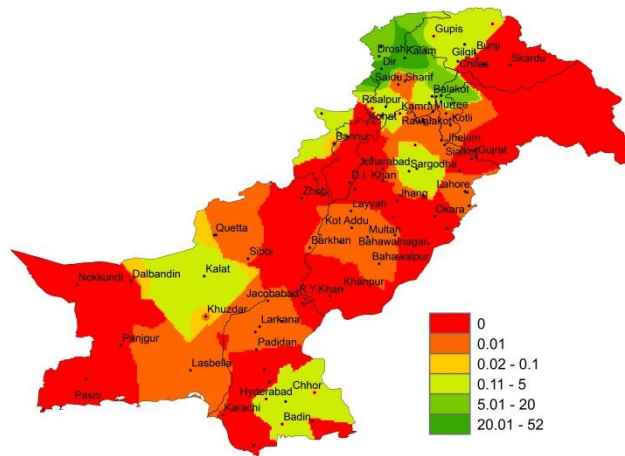 Gupis
Drosh
Kalam
Bunji
Gilgit
Dir
Chilas
Skardu
Saidu Sharif
Balakot
Risalpur
Kamra
Murree
Kohat
Rawalakot
Kotli
Bannu
Jhelum
Sialkot
Gujrat
Joharabad
Sargodha
D.I. Khan
Zhob
Jhang
Lahore
Layyah
Okara
Quetta
Kot Addu
Multan
Barkhan
Bahawalnagar
Sibbi
Bahawalpur
Nokkundi
Dalbandin
Kalat
Khanpur
Jacobabad
R.Y.Khan
Khuzdar
Larkana
Panjgur
Padidan
Lasbella
Pasni
Hyderabad
Chhor
Karachi
Badin
0
0.01
0.02 - 0.1
0.11 - 5
5.01 - 20
20.01 - 52